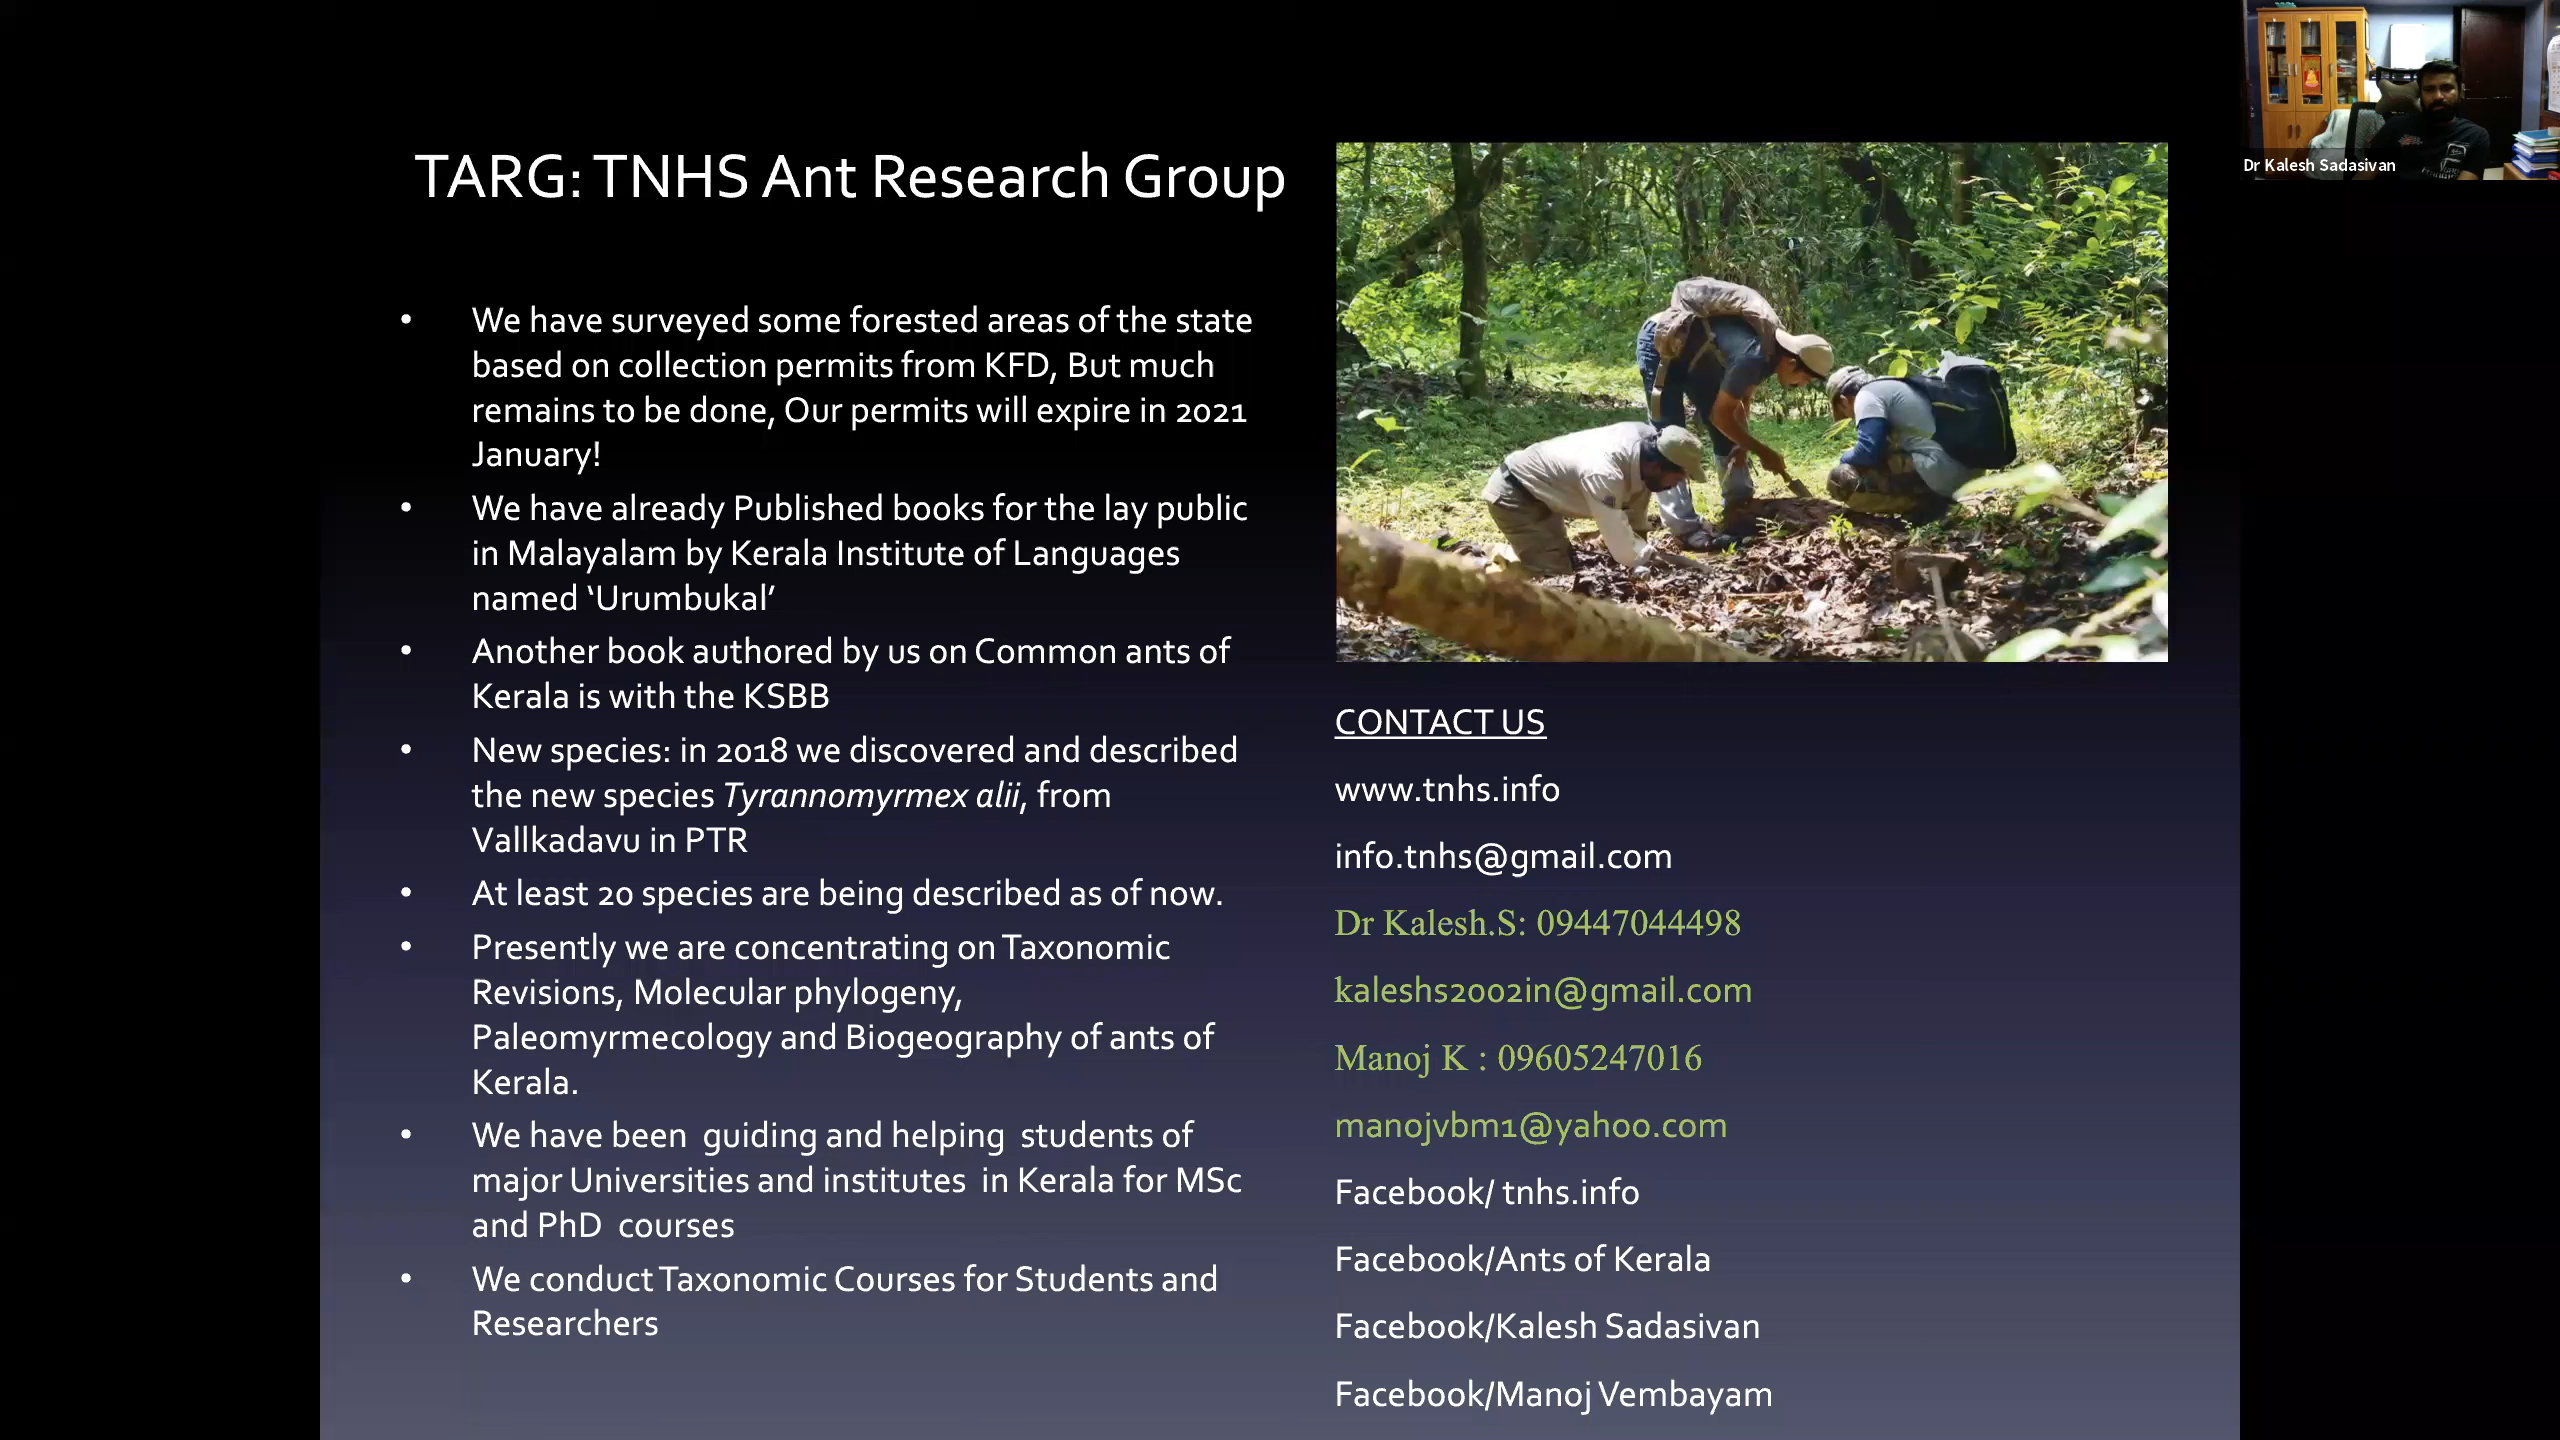 TARG: TNHS Ant Research Group
• We have surveyed some forested areas of the state
based on collection permits from KFD, But much
remains to be done, Our permits will expire in 2021
January!
• We have already Published books for the lay public
in Malayalam by Kerala Institute of Languages
named ‘Urumbukal’
• Another book authored by us on Common ants of
Kerala is with the KSBB
• New species: in 2018 we discovered and described
the new species Tyrannomyrmex alii, from
Vallkadavu in PTR
• At least 20 species are being described as of now.
• Presently we are concentrating on Taxonomic
Revisions, Molecular phylogeny,
Paleomyrmecology and Biogeography of ants of
Kerala.
• We have been guiding and helping students of
major Universities and institutes in Kerala for MSc
and PhD courses
• We conduct Taxonomic Courses for Students and
Researchers
CONTACT US
www.tnhs.info
info.tnhs@gmail.com
Dr Kalesh.S: 09447044498
kaleshs2002in@gmail.com
Manoj K : 09605247016
manojvbm1@yahoo.com
Facebook/ tnhs.info
Facebook/Ants of Kerala
Facebook/Kalesh Sadasivan
Facebook/Manoj Vembayam
Dr Kalesh Sadasivan